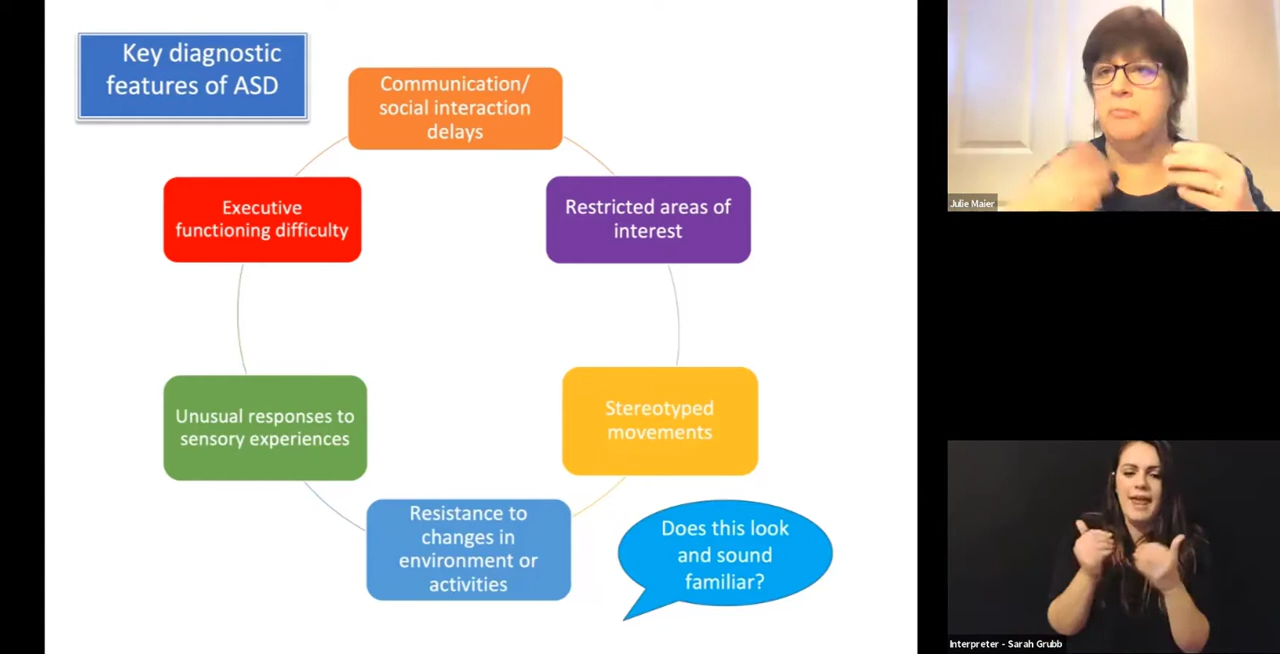 Key diagnostic
features of ASD
Communication/
social interaction
delays
Restricted areas of
interest
Stereotyped
movements
Resistance to
changes in
environment or
activities
Unusual responses to
sensory experiences
Executive
functioning difficulty
Does this look
and sound
familiar?
Julie Maier
Interpreter - Sarah Grubb